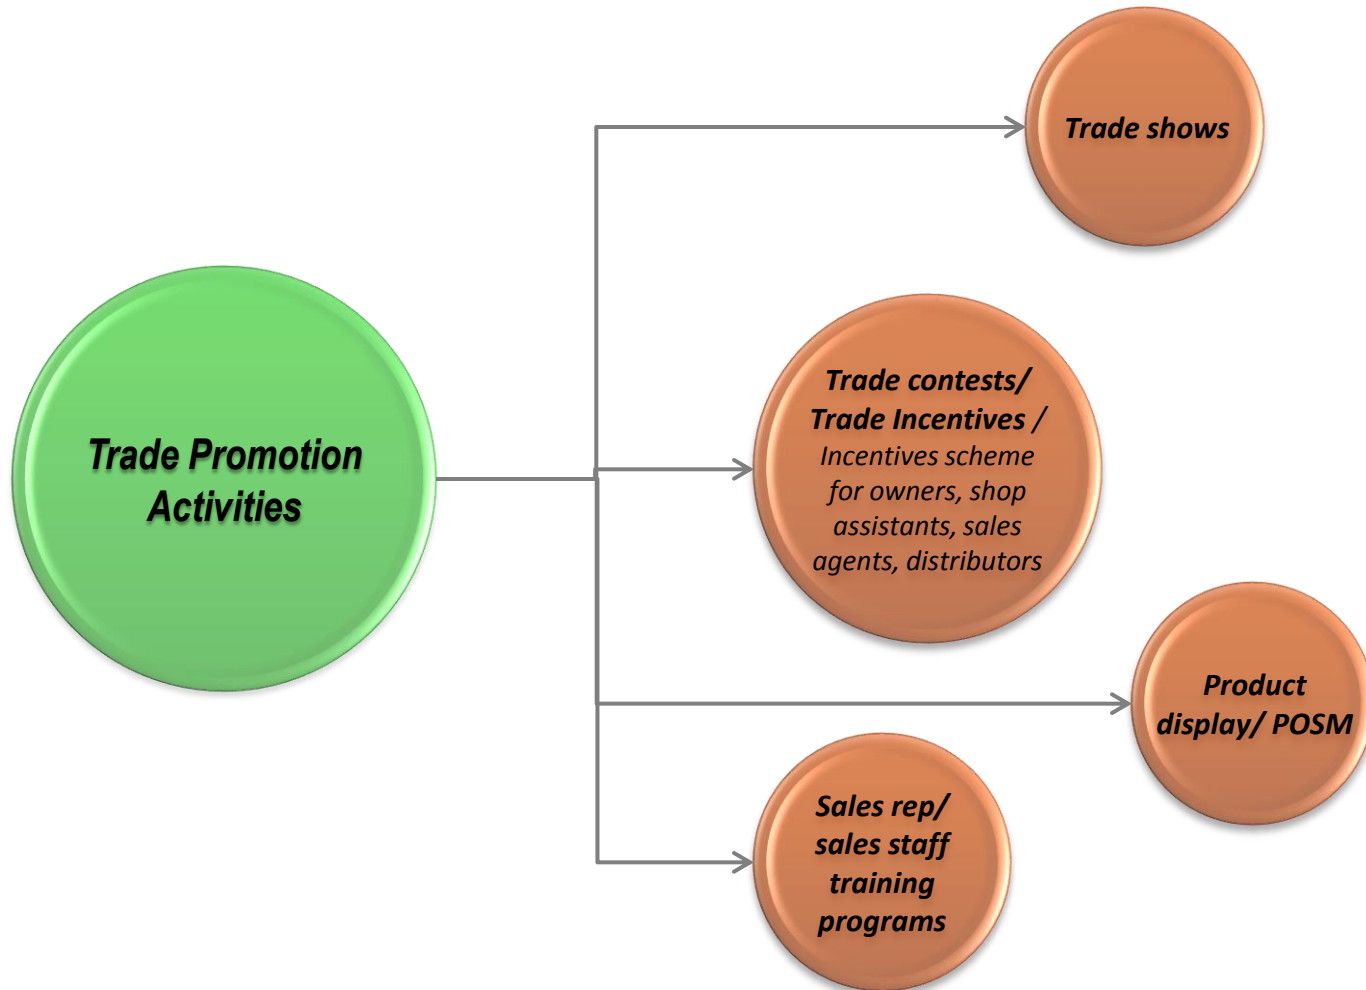 Trade shows
Trade Promotion
Activities
Trade contests/
Trade Incentives /
Incentives scheme
for owners, shop
assistants, sales
agents, distributors
Product
display/ POSM
Sales rep/
sales staff
training
programs